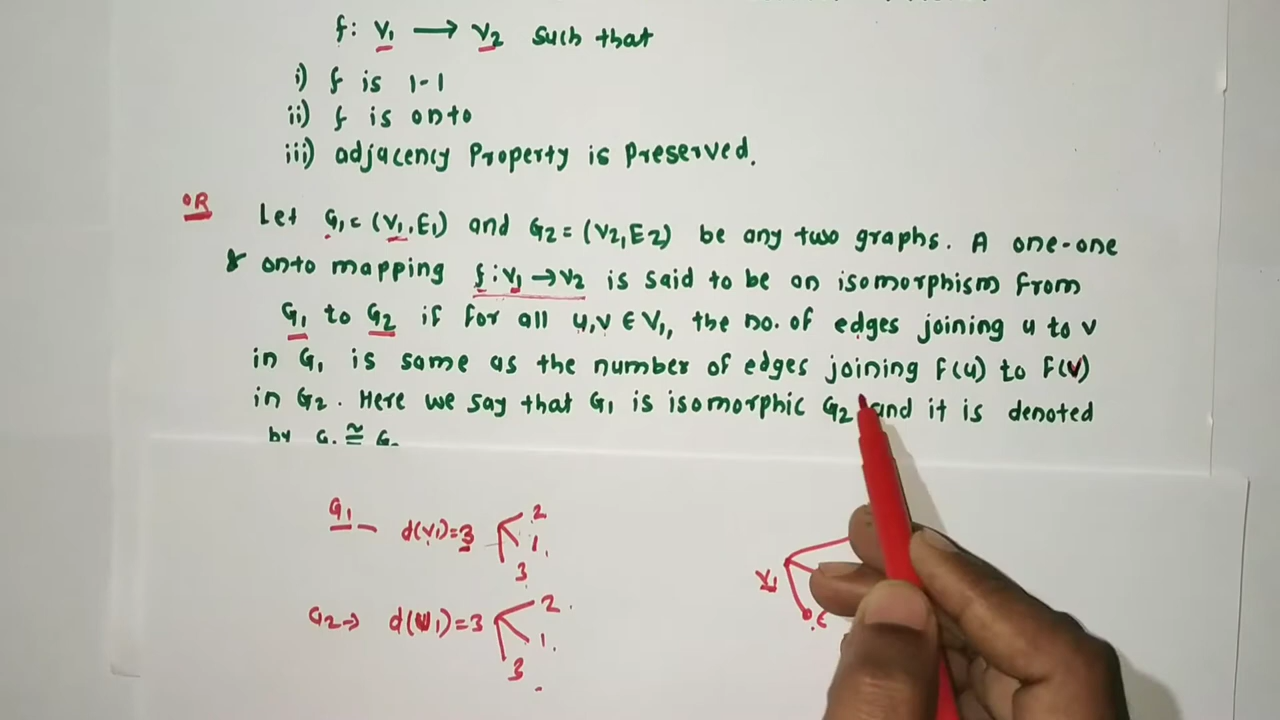 f: V1 → V2 such that
i) f is 1-1
ii) f is onto
iii) adjacency Property is Preserved.
OR
Let G1=(V1,E1) and G2=(V2,E2) be any two graphs. A one-one
& onto mapping f:V1→V2 is said to be an isomorphism from
G1 to G2 if for all u,v ∈ V1, the no. of edges joining u to v
in G1 is same as the number of edges joining f(u) to f(v)
in G2. Here we say that G1 is isomorphic G2 and it is denoted
by G1 ≅ G2
G1 — d(V1)=3
2
1.
3
G2→ d(U1)=3
2.
1.
3
V1